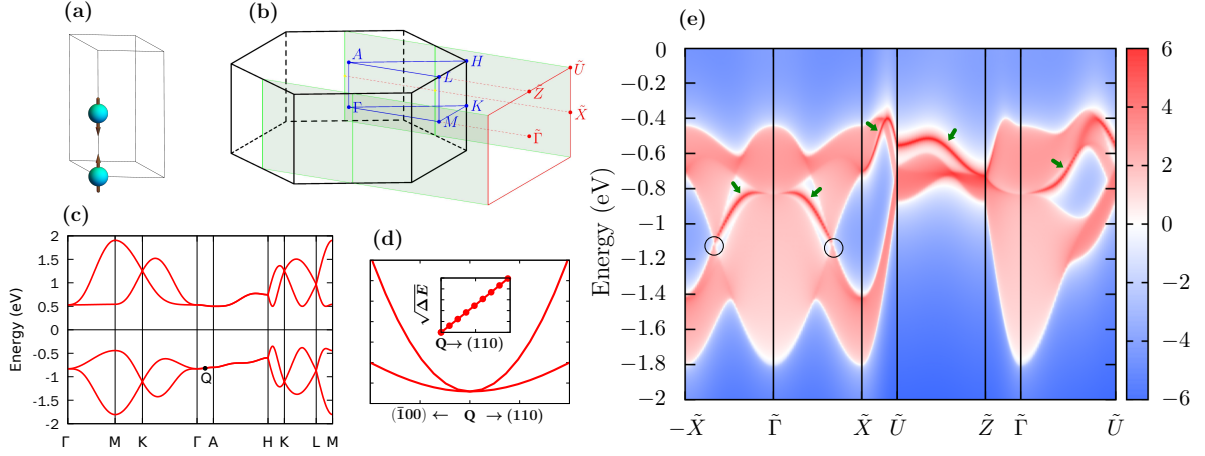 (a)
(b)
A
H
L
Γ
K
M
Ũ
Z̃
X̃
Γ̃
(c)
Energy (eV)
2
1.5
1
0.5
0
-0.5
-1
-1.5
-2
Q
Γ M K Γ A H K L M
(d)
√ΔE
Q→ (110)
(1̄00) ← Q → (110)
(e)
Energy (eV)
0
−0.2
−0.4
−0.6
−0.8
−1
−1.2
−1.4
−1.6
−1.8
−2
−X̃ Γ̃ X̃ Ũ Z̃ Γ̃ Ũ
6
4
2
0
−2
−4
−6